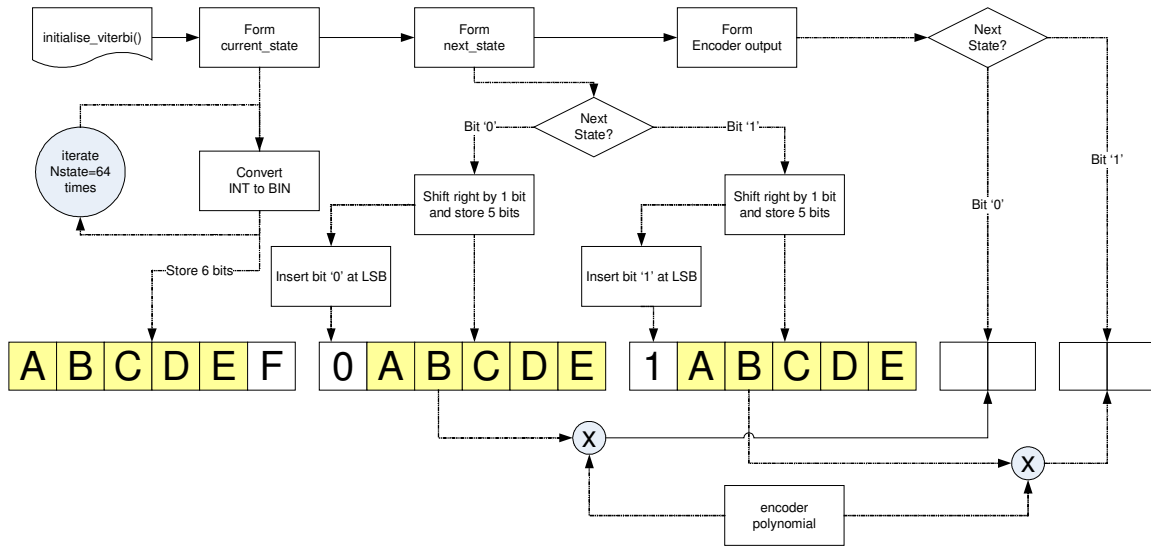 initialise_viterbi()
Form
current_state
Form
next_state
Form
Encoder output
Next
State?
Next
State?
Bit ‘0’
Bit ‘1’
iterate
Nstate=64
times
Convert
INT to BIN
Shift right by 1 bit
and store 5 bits
Shift right by 1 bit
and store 5 bits
Bit ‘1’
Bit ‘0’
Store 6 bits
Insert bit ‘0’ at LSB
Insert bit ‘1’ at LSB
A B C D E F
0 A B C D E
1 A B C D E
X
X
encoder
polynomial